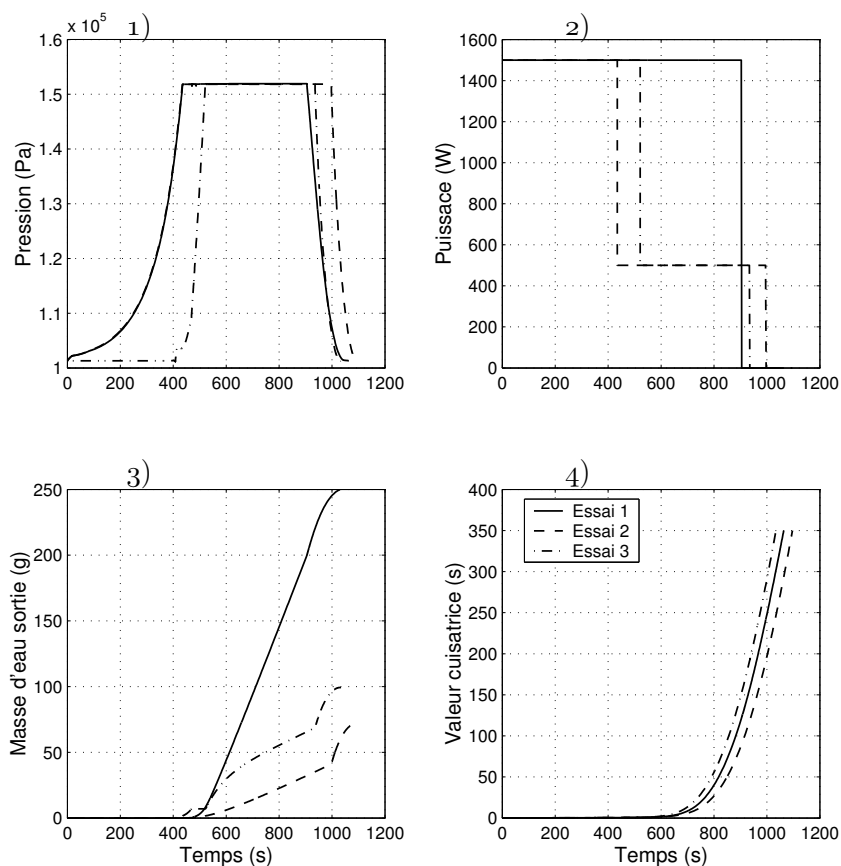 x 10⁵
1)
1.6
1.5
1.4
1.3
1.2
1.1
1
Pression (Pa)
0 200 400 600 800 1000 1200
2)
1600
1400
1200
1000
800
600
400
200
0
Puissace (W)
0 200 400 600 800 1000 1200
3)
250
200
150
100
50
0
Masse d'eau sortie (g)
0 200 400 600 800 1000 1200
Temps (s)
4)
400
350
300
250
200
150
100
50
0
Valeur cuisatrice (s)
Essai 1
Essai 2
Essai 3
0 200 400 600 800 1000 1200
Temps (s)